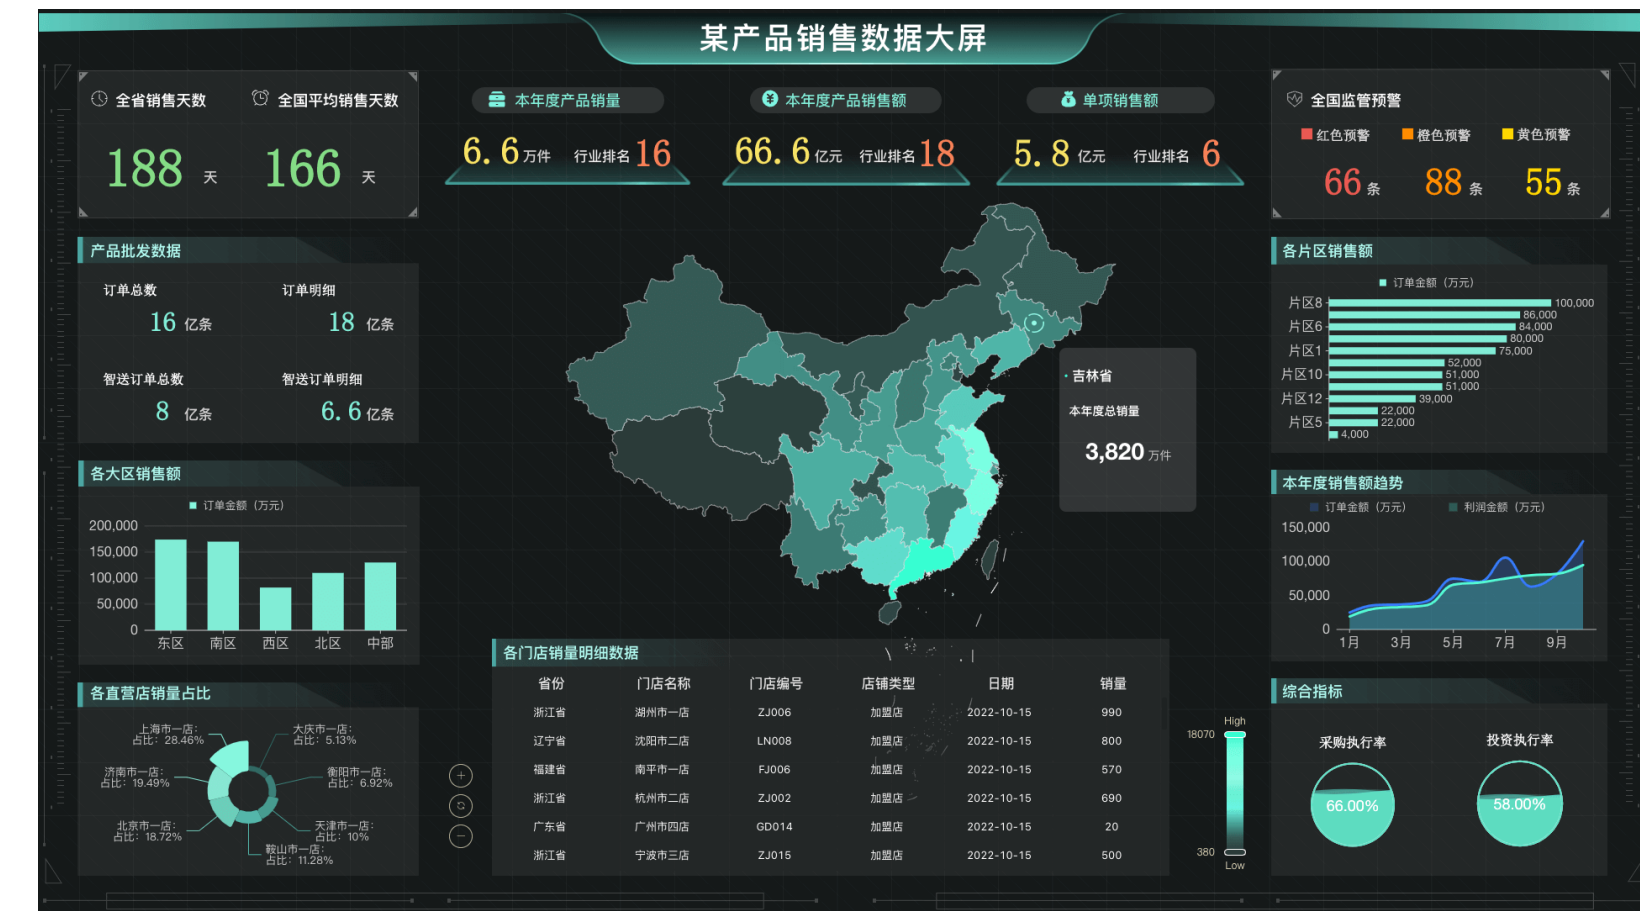 某产品销售数据大屏
全省销售天数 全国平均销售天数
188 天 166 天
本年度产品销量
6.6 万件 行业排名 16
本年度产品销售额
66.6 亿元 行业排名 18
单项销售额
5.8 亿元 行业排名 6
全国监管预警
红色预警 橙色预警 黄色预警
66 条 88 条 55 条
产品批发数据
订单总数 订单明细
16 亿条 18 亿条
智送订单总数 智送订单明细
8 亿条 6.6 亿条
各大区销售额
订单金额（万元）
200,000
150,000
100,000
50,000
0
东区 南区 西区 北区 中部
各直营店销量占比
上海市一店:
占比: 28.46%
大庆市一店:
占比: 5.13%
济南市一店:
占比: 19.49%
衡阳市一店:
占比: 6.92%
北京市一店:
占比: 18.72%
天津市一店:
占比: 10%
鞍山市一店:
占比: 11.28%
吉林省
本年度总销量
3,820 万件
各门店销量明细数据
省份 门店名称 门店编号 店铺类型 日期 销量
浙江省 湖州市一店 ZJ006 加盟店 2022-10-15 990
辽宁省 沈阳市二店 LN008 加盟店 2022-10-15 800
福建省 南平市一店 FJ006 加盟店 2022-10-15 570
浙江省 杭州市二店 ZJ002 加盟店 2022-10-15 690
广东省 广州市四店 GD014 加盟店 2022-10-15 20
浙江省 宁波市三店 ZJ015 加盟店 2022-10-15 500
High
18070
380
Low
各片区销售额
订单金额（万元）
片区8 100,000
86,000
片区6 84,000
80,000
片区1 75,000
52,000
片区10 51,000
51,000
片区12 39,000
22,000
片区5 22,000
4,000
本年度销售额趋势
订单金额（万元） 利润金额（万元）
150,000
100,000
50,000
0
1月 3月 5月 7月 9月
综合指标
采购执行率 投资执行率
66.00% 58.00%